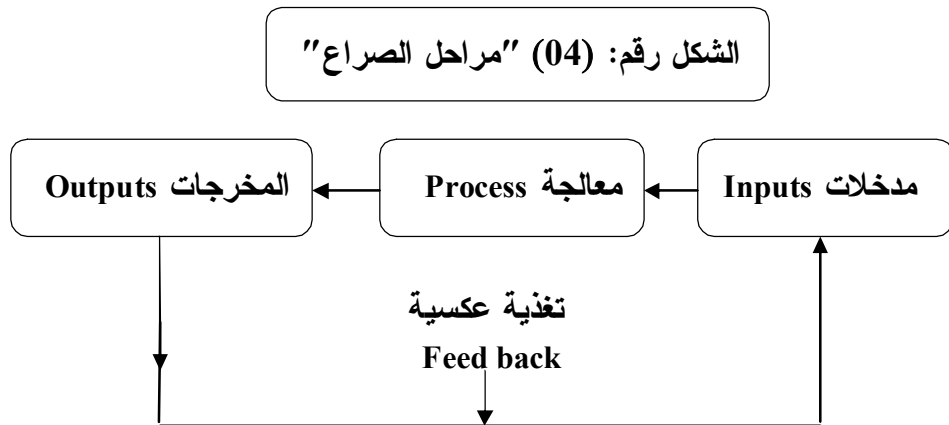 الشكل رقم: (04) "مراحل الصراع"
مدخلات Inputs
معالجة Process
المخرجات Outputs
تغذية عكسية
Feed back